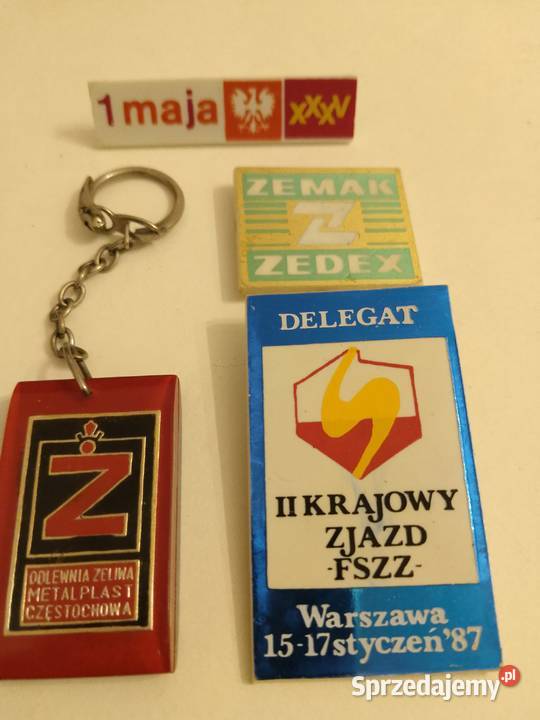 1 maja XXXV
ZEMAK
Z
ZEDEX
DELEGAT
II KRAJOWY
ZJAZD
-FSZZ-
Warszawa
15-17 styczeń '87
Ż
ODLEWNIA ŻELIWA
METALPLAST
CZĘSTOCHOWA
Sprzedajemy.pl